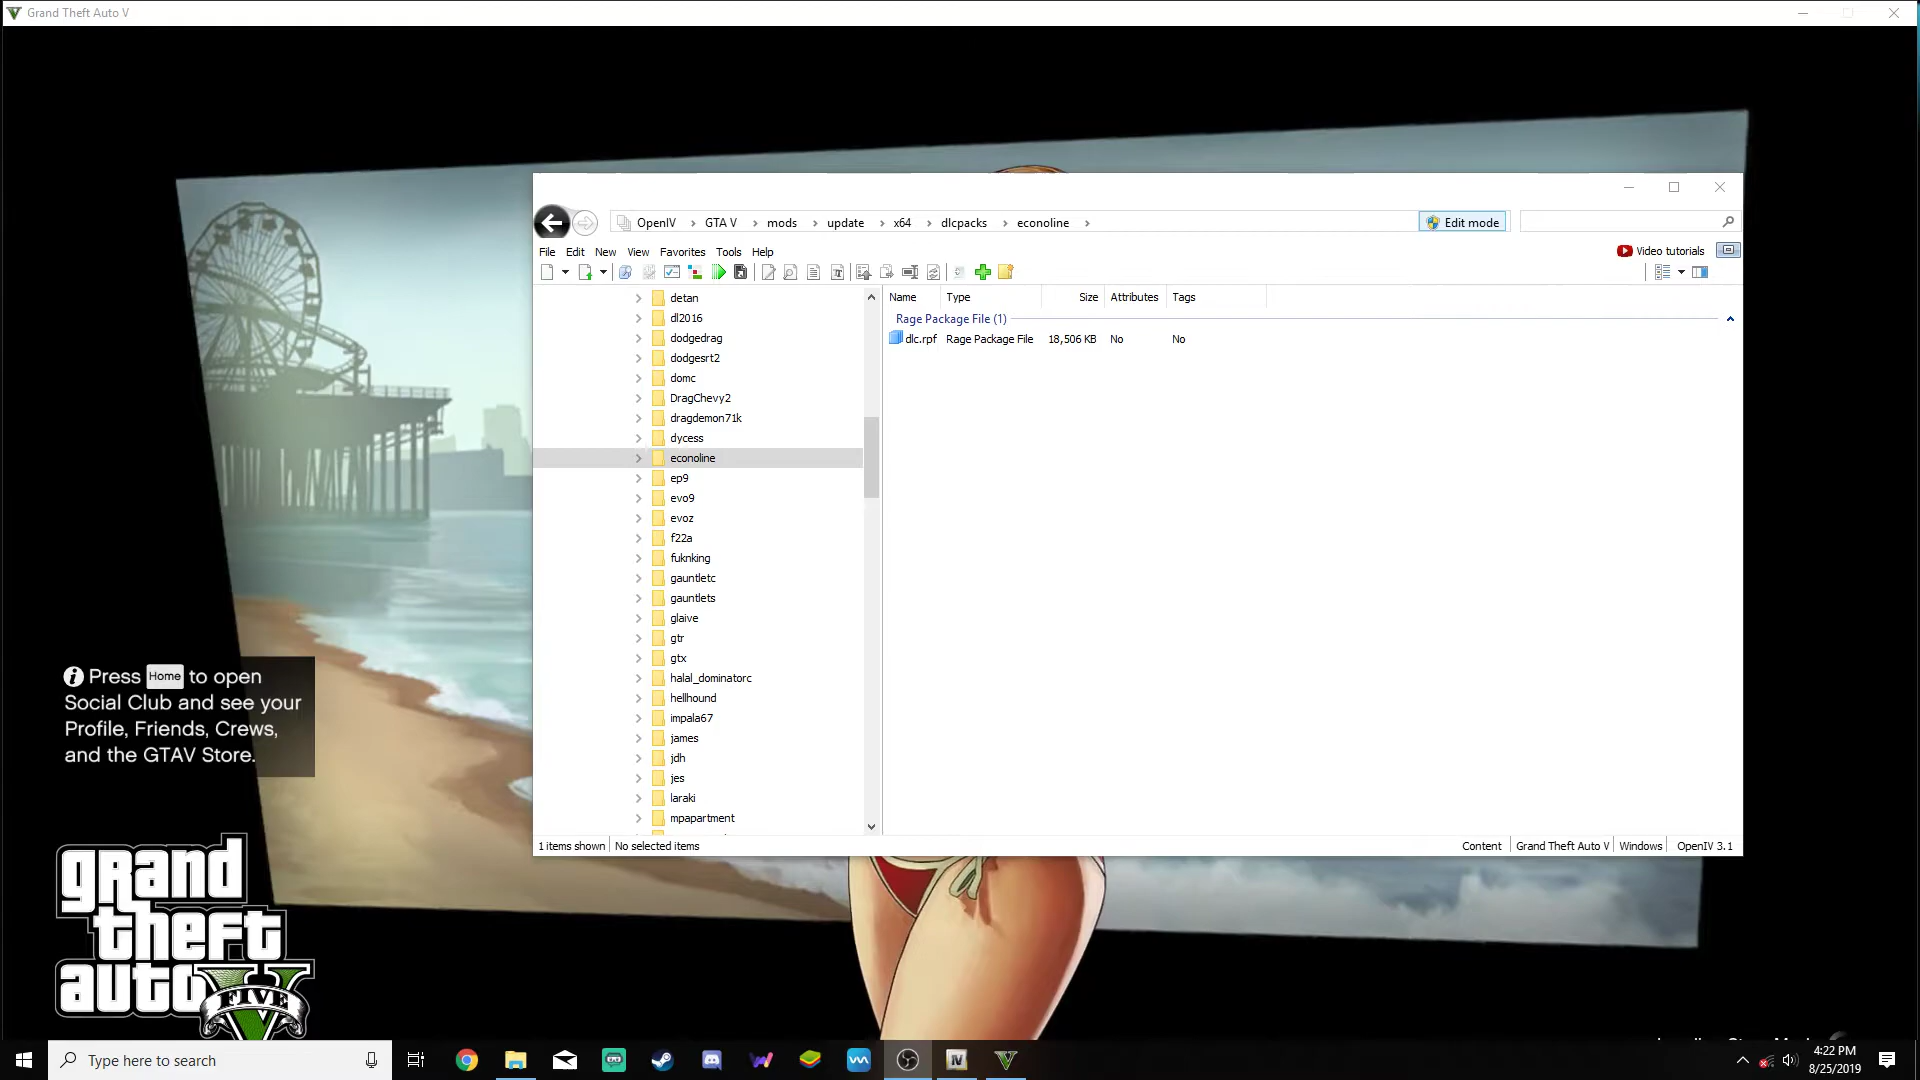 Grand Theft Auto V
OpenIV > GTA V > mods > update > x64 > dlcpacks > econoline >
Edit mode
File Edit New View Favorites Tools Help
Video tutorials
detan
dl2016
dodgedrag
dodgesrt2
domc
DragChevy2
dragdemon71k
dycess
econoline
ep9
evo9
evoz
f22a
fuknking
gauntletc
gauntlets
glaive
gtr
gtx
halal_dominatorc
hellhound
impala67
james
jdh
jes
laraki
mpapartment
Name Type Size Attributes Tags
Rage Package File (1)
dlc.rpf Rage Package File 18,506 KB No No
1 items shown No selected items
Content Grand Theft Auto V Windows OpenIV 3.1
Press Home to open
Social Club and see your
Profile, Friends, Crews,
and the GTAV Store.
grand
theft
auto V
FIVE
Type here to search
4:22 PM
8/25/2019